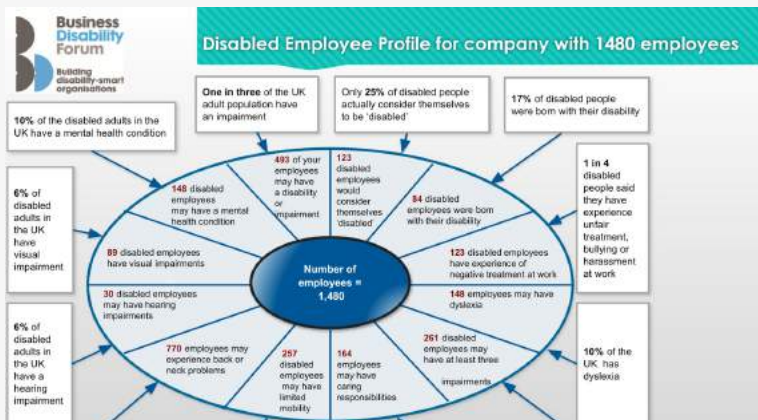 Business
Disability
Forum
Building
disability-smart
organisations
Disabled Employee Profile for company with 1480 employees
10% of the disabled adults in the
UK have a mental health condition
One in three of the UK
adult population have
an impairment
Only 25% of disabled people
actually consider themselves
to be 'disabled'
17% of disabled people
were born with their disability
6% of
disabled
adults in
the UK
have
visual
impairment
1 in 4
disabled
people said
they have
experience
unfair
treatment,
bullying or
harassment
at work
148 disabled
employees
may have a mental
health condition
493 of your
employees
may have
a disability
or
impairment
123
disabled
employees
would
consider
themselves
'disabled'
84 disabled
employees were born
with their disability
89 disabled employees
have visual impairments
Number of
employees =
1,480
123 disabled employees
have experience of
negative treatment at work
30 disabled employees
may have hearing
impairments
148 employees may have
dyslexia
6% of
disabled
adults in
the UK
have a
hearing
impairment
770 employees may
experience back or
neck problems
257
disabled
employees
may have
limited
mobility
164
employees
may have
caring
responsibilities
261 disabled
employees may
have at least three
impairments
10% of the
UK has
dyslexia